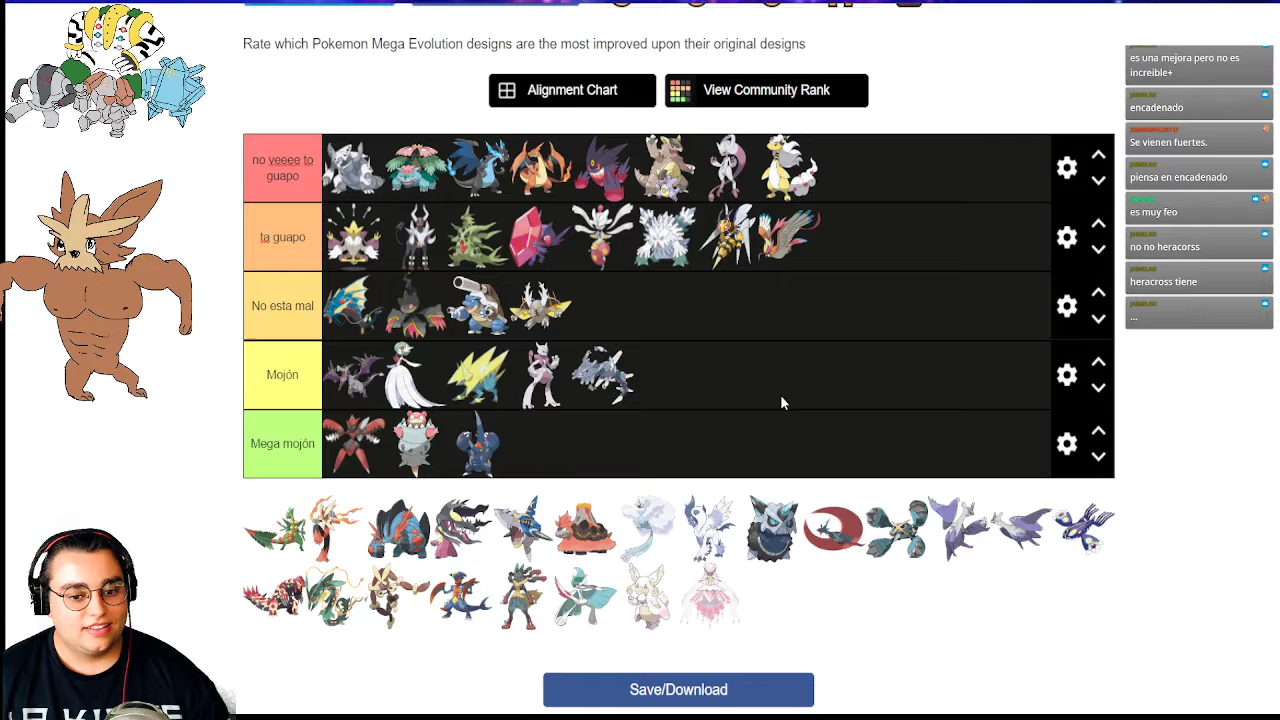 Rate which Pokemon Mega Evolution designs are the most improved upon their original designs
Alignment Chart
View Community Rank
no veeee to
guapo
ta guapo
No esta mal
Mojón
Mega mojón
Save/Download
es una mejora pero no es
increible+
encadenado
Se vienen fuertes.
piensa en encadenado
es muy feo
no no heracorss
heracross tiene
...